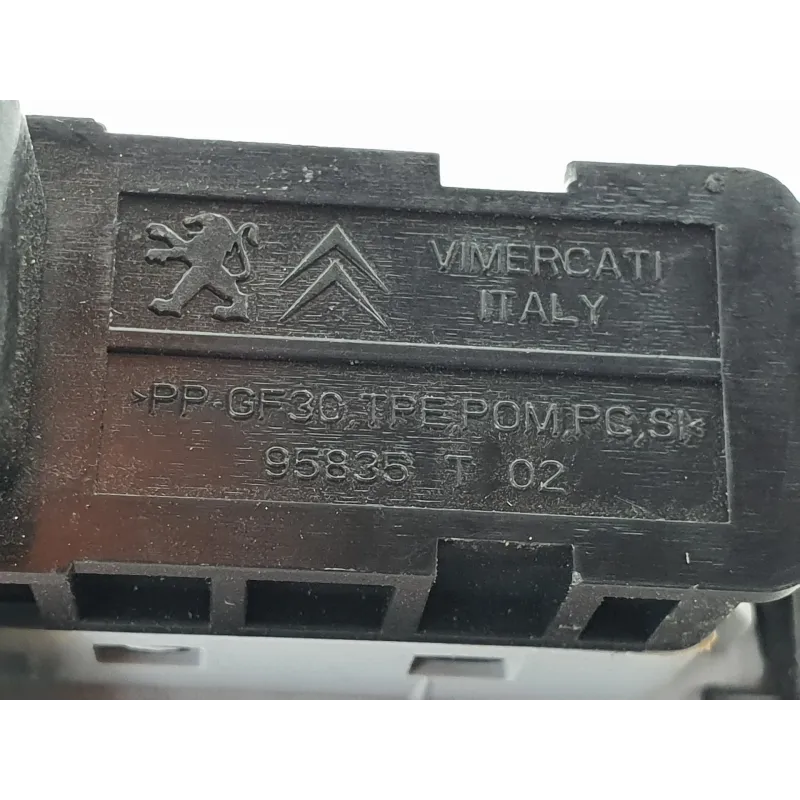 VIMERCATI
ITALY
>PP-GF30,TPE,POM,PC,SI<
95835 T 02